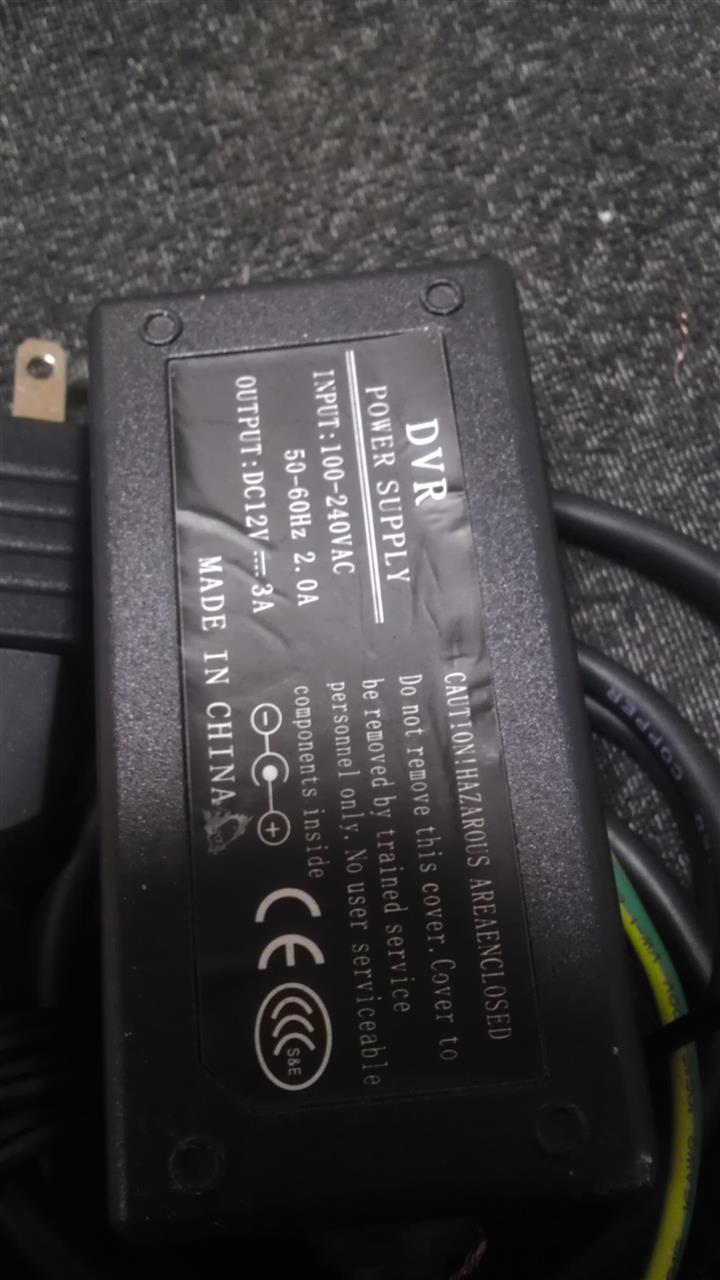 DVR
POWER SUPPLY
INPUT:100-240VAC
50-60Hz 2.0A
OUTPUT:DC12V 3A
MADE IN CHINA
CAUTION!HAZAROUS AREAENCLOSED
Do not remove this cover. Cover to
be removed by trained service
personnel only. No user serviceable
components inside
- +
CE
S&E
COPPER